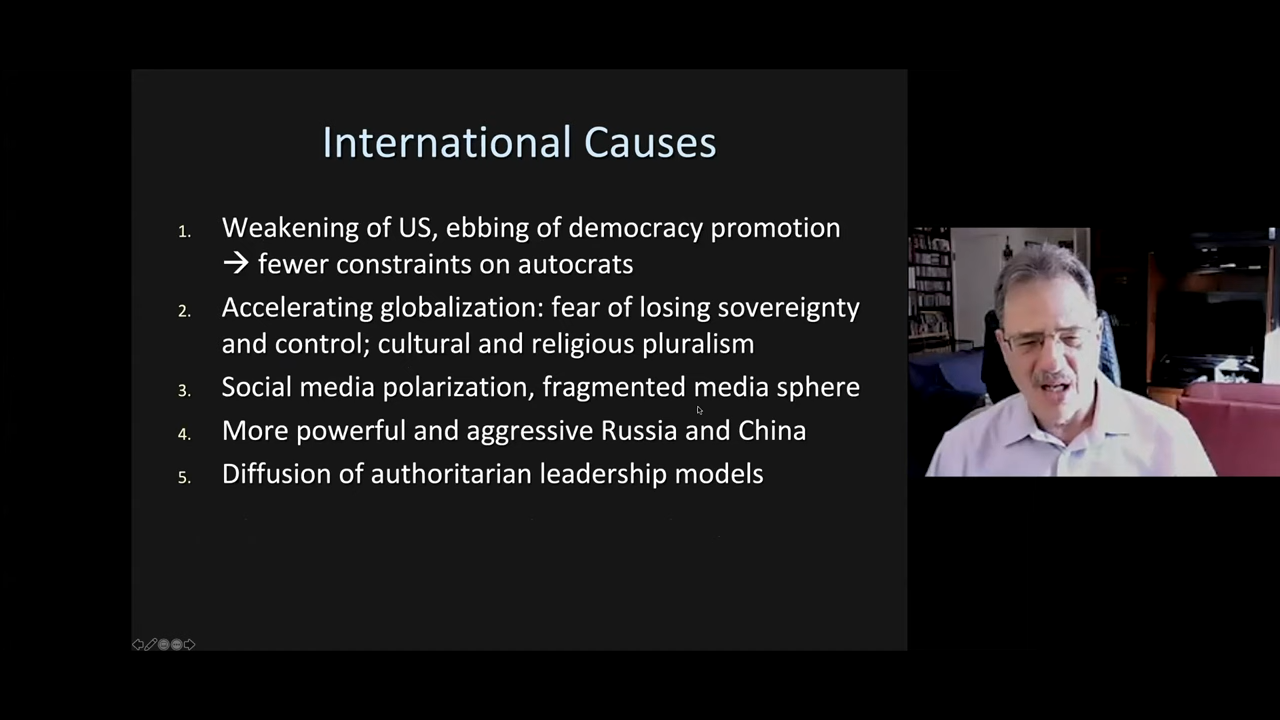 International Causes
1. Weakening of US, ebbing of democracy promotion
→ fewer constraints on autocrats
2. Accelerating globalization: fear of losing sovereignty
and control; cultural and religious pluralism
3. Social media polarization, fragmented media sphere
4. More powerful and aggressive Russia and China
5. Diffusion of authoritarian leadership models